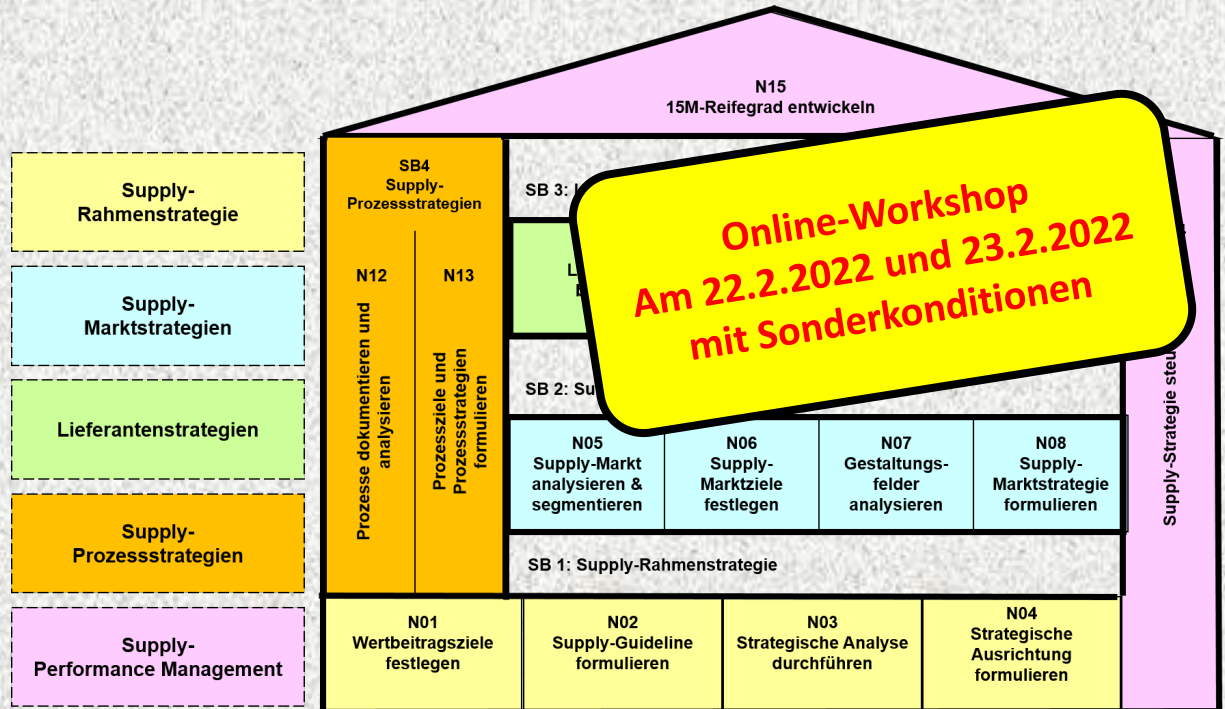 N15
15M-Reifegrad entwickeln
Supply-
Rahmenstrategie
Supply-
Marktstrategien
Lieferantenstrategien
Supply-
Prozessstrategien
Supply-
Performance Management
SB4
Supply-
Prozessstrategien
N12
Prozesse dokumentieren und
analysieren
N13
Prozessziele und
Prozessstrategien
formulieren
SB 3:
Online-Workshop
Am 22.2.2022 und 23.2.2022
mit Sonderkonditionen
SB 2:
N05
Supply-Markt
analysieren &
segmentieren
N06
Supply-
Marktziele
festlegen
N07
Gestaltungs-
felder
analysieren
N08
Supply-
Marktstrategie
formulieren
Supply-Strategie
SB 1: Supply-Rahmenstrategie
N01
Wertbeitragsziele
festlegen
N02
Supply-Guideline
formulieren
N03
Strategische Analyse
durchführen
N04
Strategische
Ausrichtung
formulieren